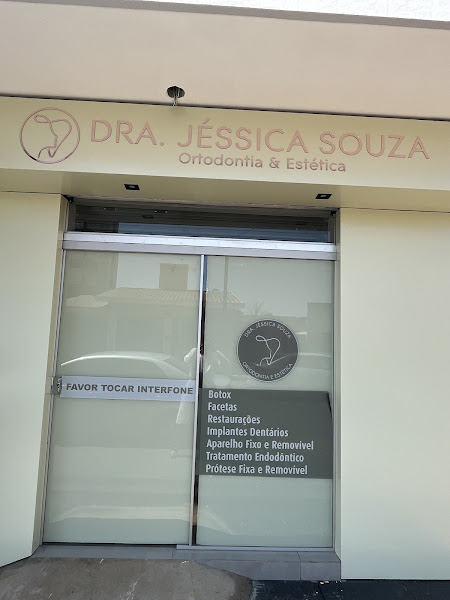 DRA. JÉSSICA SOUZA
Ortodontia & Estética
DRA. JÉSSICA SOUZA
ORTODONTIA E ESTÉTICA
FAVOR TOCAR INTERFONE
Botox
Facetas
Restaurações
Implantes Dentários
Aparelho Fixo e Removível
Tratamento Endodôntico
Prótese Fixa e Removível